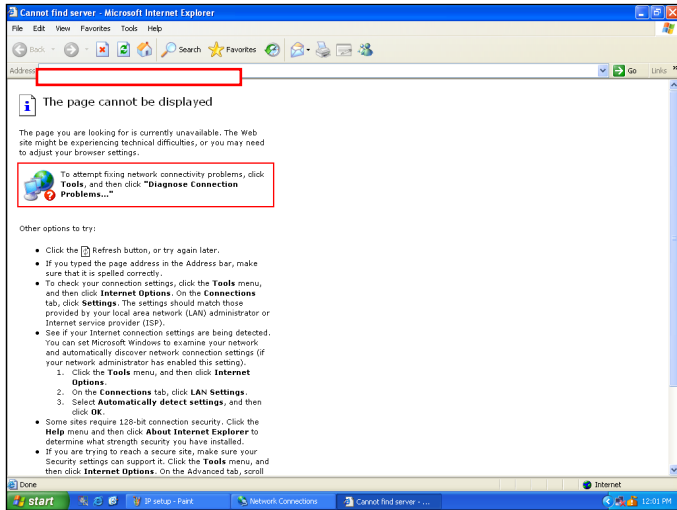 Cannot find server - Microsoft Internet Explorer
File Edit View Favorites Tools Help
Back Search Favorites
Address Go Links »
The page cannot be displayed
The page you are looking for is currently unavailable. The Web
site might be experiencing technical difficulties, or you may need
to adjust your browser settings.
To attempt fixing network connectivity problems, click
Tools, and then click "Diagnose Connection
Problems..."
Other options to try:
• Click the Refresh button, or try again later.
• If you typed the page address in the Address bar, make
sure that it is spelled correctly.
• To check your connection settings, click the Tools menu,
and then click Internet Options. On the Connections
tab, click Settings. The settings should match those
provided by your local area network (LAN) administrator or
Internet service provider (ISP).
• See if your Internet connection settings are being detected.
You can set Microsoft Windows to examine your network
and automatically discover network connection settings (if
your network administrator has enabled this setting).
1. Click the Tools menu, and then click Internet
Options.
2. On the Connections tab, click LAN Settings.
3. Select Automatically detect settings, and then
click OK.
• Some sites require 128-bit connection security. Click the
Help menu and then click About Internet Explorer to
determine what strength security you have installed.
• If you are trying to reach a secure site, make sure your
Security settings can support it. Click the Tools menu, and
then click Internet Options. On the Advanced tab, scroll
Done Internet
start IP setup - Paint Network Connections Cannot find server - ... 12:01 PM